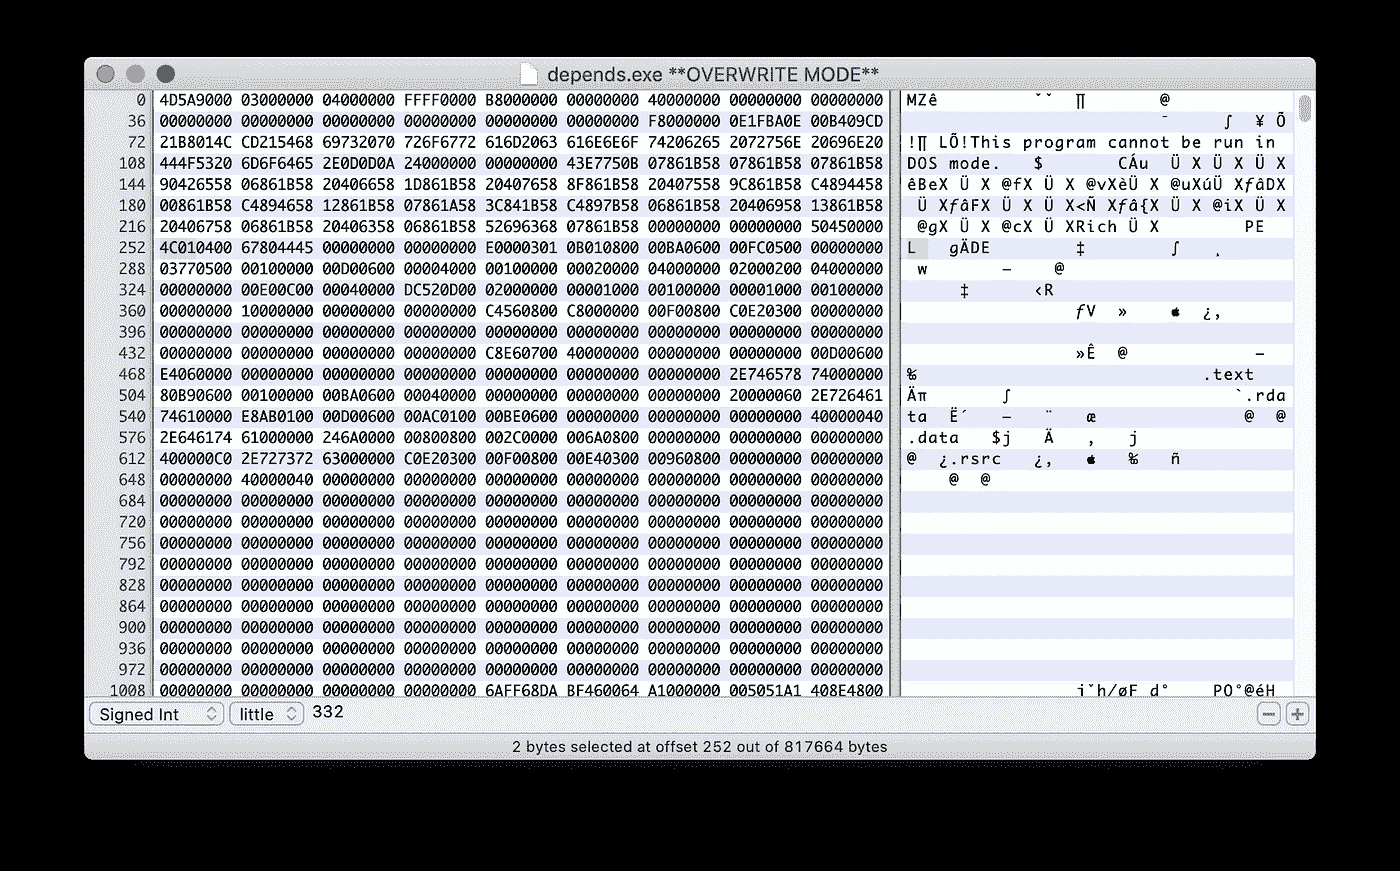 depends.exe **OVERWRITE MODE**
0 4D5A9000 03000000 04000000 FFFF0000 B8000000 00000000 40000000 00000000 00000000 MZê ˇˇ ∏ @
36 00000000 00000000 00000000 00000000 00000000 00000000 F8000000 0E1FBA0E 00B409CD ¯ ∫ ¥ Õ
72 21B8014C CD215468 69732070 726F6772 616D2063 616E6E6F 74206265 2072756E 20696E20 !∏ LÕ!This program cannot be run in
108 444F5320 6D6F6465 2E0D0D0A 24000000 00000000 43E7750B 07861B58 07861B58 07861B58 DOS mode. $ CÁu Ü X Ü X Ü X
144 90426558 06861B58 20406658 1D861B58 20407658 8F861B58 20407558 9C861B58 C4894458 êBeX Ü X @fX Ü X @vXèÜ X @uXúÜ XƒâDX
180 00861B58 C4894658 12861B58 07861A58 3C841B58 C4897B58 06861B58 20406958 13861B58 Ü XƒâFX Ü X Ü X<Ñ Xƒâ{X Ü X @iX Ü X
216 20406758 06861B58 20406358 06861B58 52696368 07861B58 00000000 00000000 50450000 @gX Ü X @cX Ü XRich Ü X PE
252 4C010400 67804445 00000000 00000000 E0000301 0B010800 00BA0600 00FC0500 00000000 L gÄDE ‡ ∫ ¸
288 03770500 00100000 00D00600 00004000 00100000 00020000 04000000 02000200 04000000 w – @
324 00000000 00E00C00 00040000 DC520D00 02000000 00001000 00100000 00001000 00100000 ‡ ‹R
360 00000000 10000000 00000000 00000000 C4560800 C8000000 00F00800 C0E20300 00000000 ƒV »  ¿‚
396 00000000 00000000 00000000 00000000 00000000 00000000 00000000 00000000 00000000
432 00000000 00000000 00000000 00000000 C8E60700 40000000 00000000 00000000 00D00600 »Ê @ –
468 E4060000 00000000 00000000 00000000 00000000 00000000 00000000 2E746578 74000000 ‰ .text
504 80B90600 00100000 00BA0600 00040000 00000000 00000000 00000000 20000060 2E726461 Äπ ∫ `.rda
540 74610000 E8AB0100 00D00600 00AC0100 00BE0600 00000000 00000000 00000000 40000040 ta Ë´ – ¨ æ @ @
576 2E646174 61000000 246A0000 00800800 002C0000 006A0800 00000000 00000000 00000000 .data $j Ä , j
612 400000C0 2E727372 63000000 C0E20300 00F00800 00E40300 00960800 00000000 00000000 @ ¿.rsrc ¿‚  ‰ ñ
648 00000000 40000040 00000000 00000000 00000000 00000000 00000000 00000000 00000000 @ @
684 00000000 00000000 00000000 00000000 00000000 00000000 00000000 00000000 00000000
720 00000000 00000000 00000000 00000000 00000000 00000000 00000000 00000000 00000000
756 00000000 00000000 00000000 00000000 00000000 00000000 00000000 00000000 00000000
792 00000000 00000000 00000000 00000000 00000000 00000000 00000000 00000000 00000000
828 00000000 00000000 00000000 00000000 00000000 00000000 00000000 00000000 00000000
864 00000000 00000000 00000000 00000000 00000000 00000000 00000000 00000000 00000000
900 00000000 00000000 00000000 00000000 00000000 00000000 00000000 00000000 00000000
936 00000000 00000000 00000000 00000000 00000000 00000000 00000000 00000000 00000000
972 00000000 00000000 00000000 00000000 00000000 00000000 00000000 00000000 00000000
1008 00000000 00000000 00000000 00000000 6AFF68DA BF460064 A1000000 005051A1 408E4800 jˇh⁄øF d° PQ°@éH
Signed Int little 332
2 bytes selected at offset 252 out of 817664 bytes